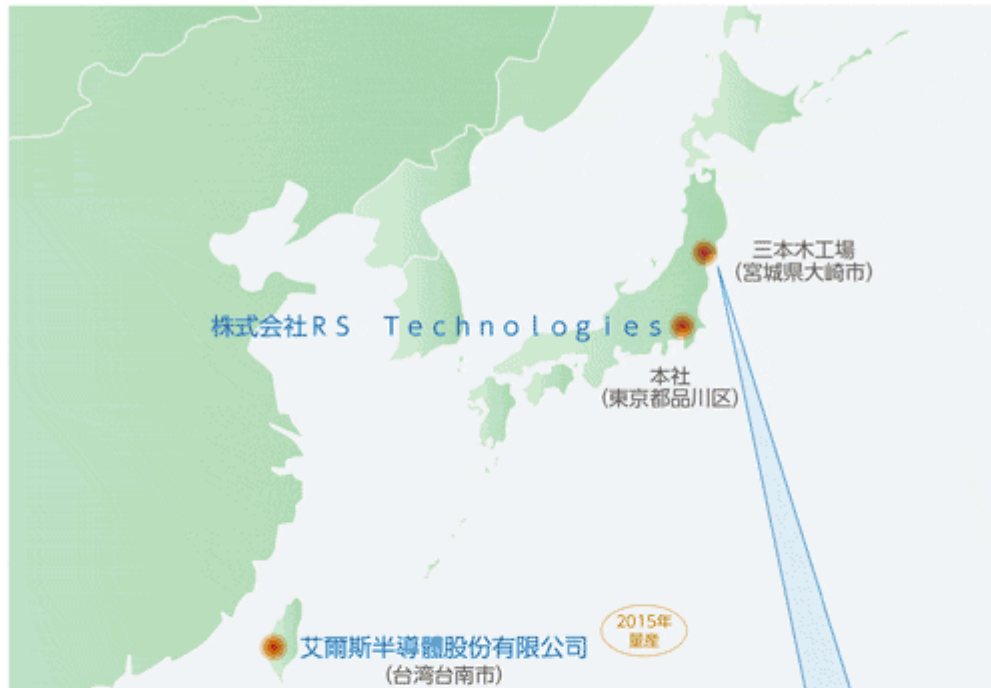 三本木工場
（宮城県大崎市）
株式会社RS Technologies
本社
（東京都品川区）
2015年
量産
艾爾斯半導體股份有限公司
（台湾台南市）